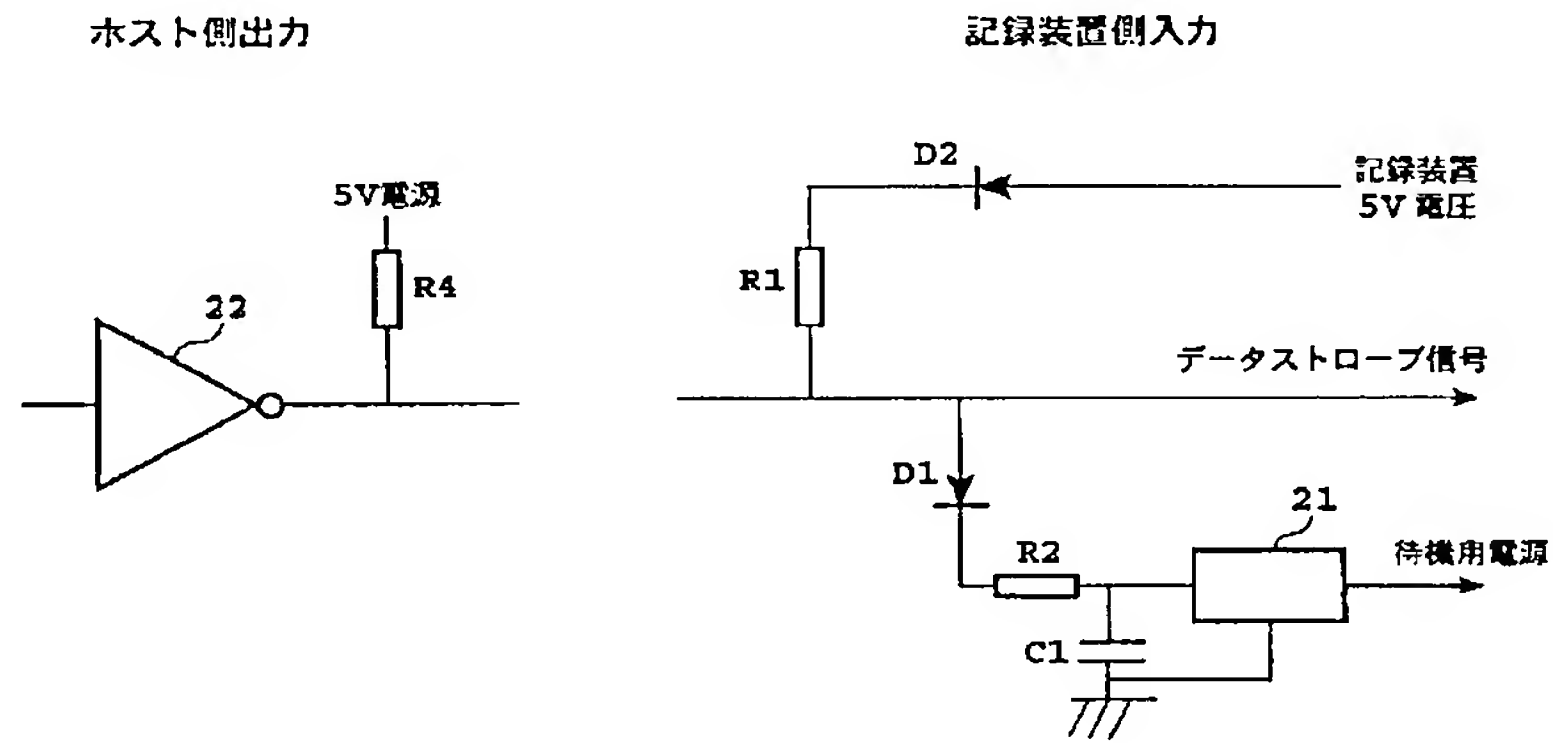 ホスト側出力
記録装置側入力
D2
記録装置
5V 電圧
5V電源
R1
R4
22
データストローブ信号
D1
21
R2
待機用電源
C1